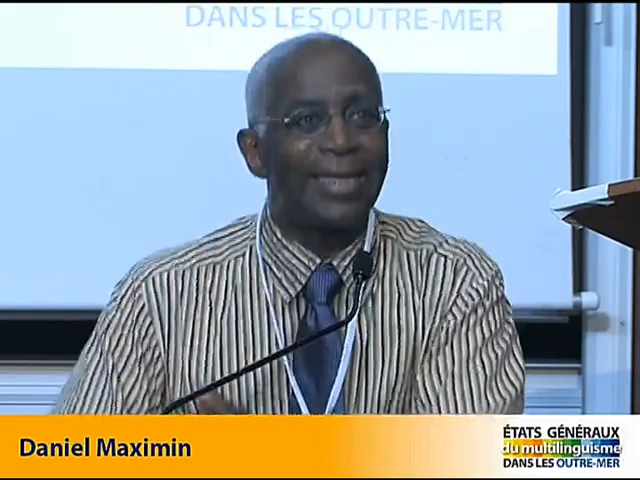 DANS LES OUTRE-MER
Daniel Maximin
ÉTATS GÉNÉRAUX
du multilinguisme
DANS LES OUTRE-MER